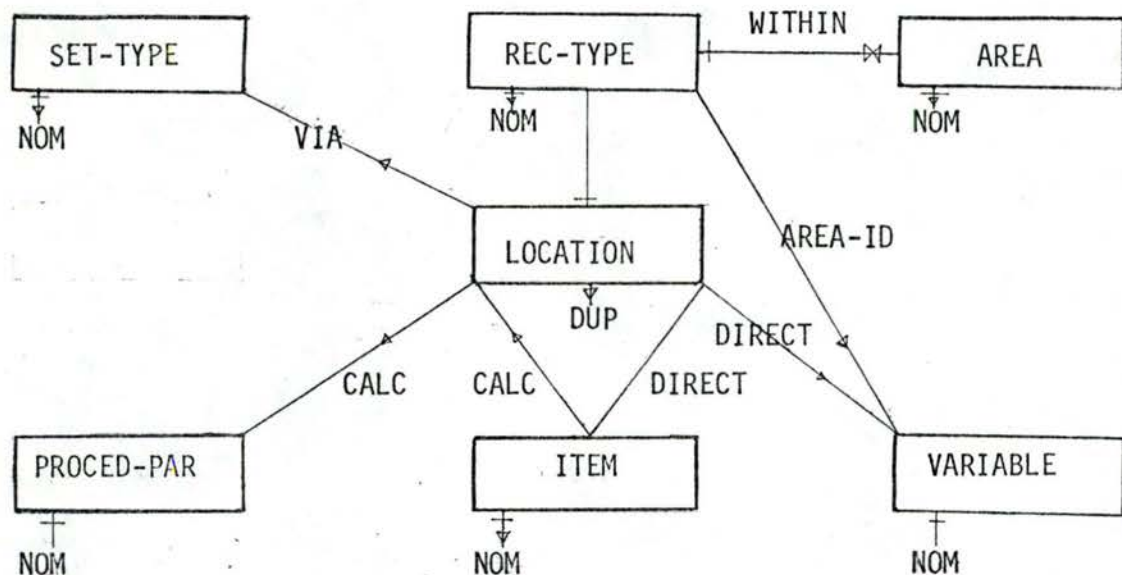 WITHIN
SET-TYPE
REC-TYPE
AREA
NOM
NOM
NOM
VIA
AREA-ID
LOCATION
DUP
DIRECT
CALC
CALC
DIRECT
PROCED-PAR
ITEM
VARIABLE
NOM
NOM
NOM